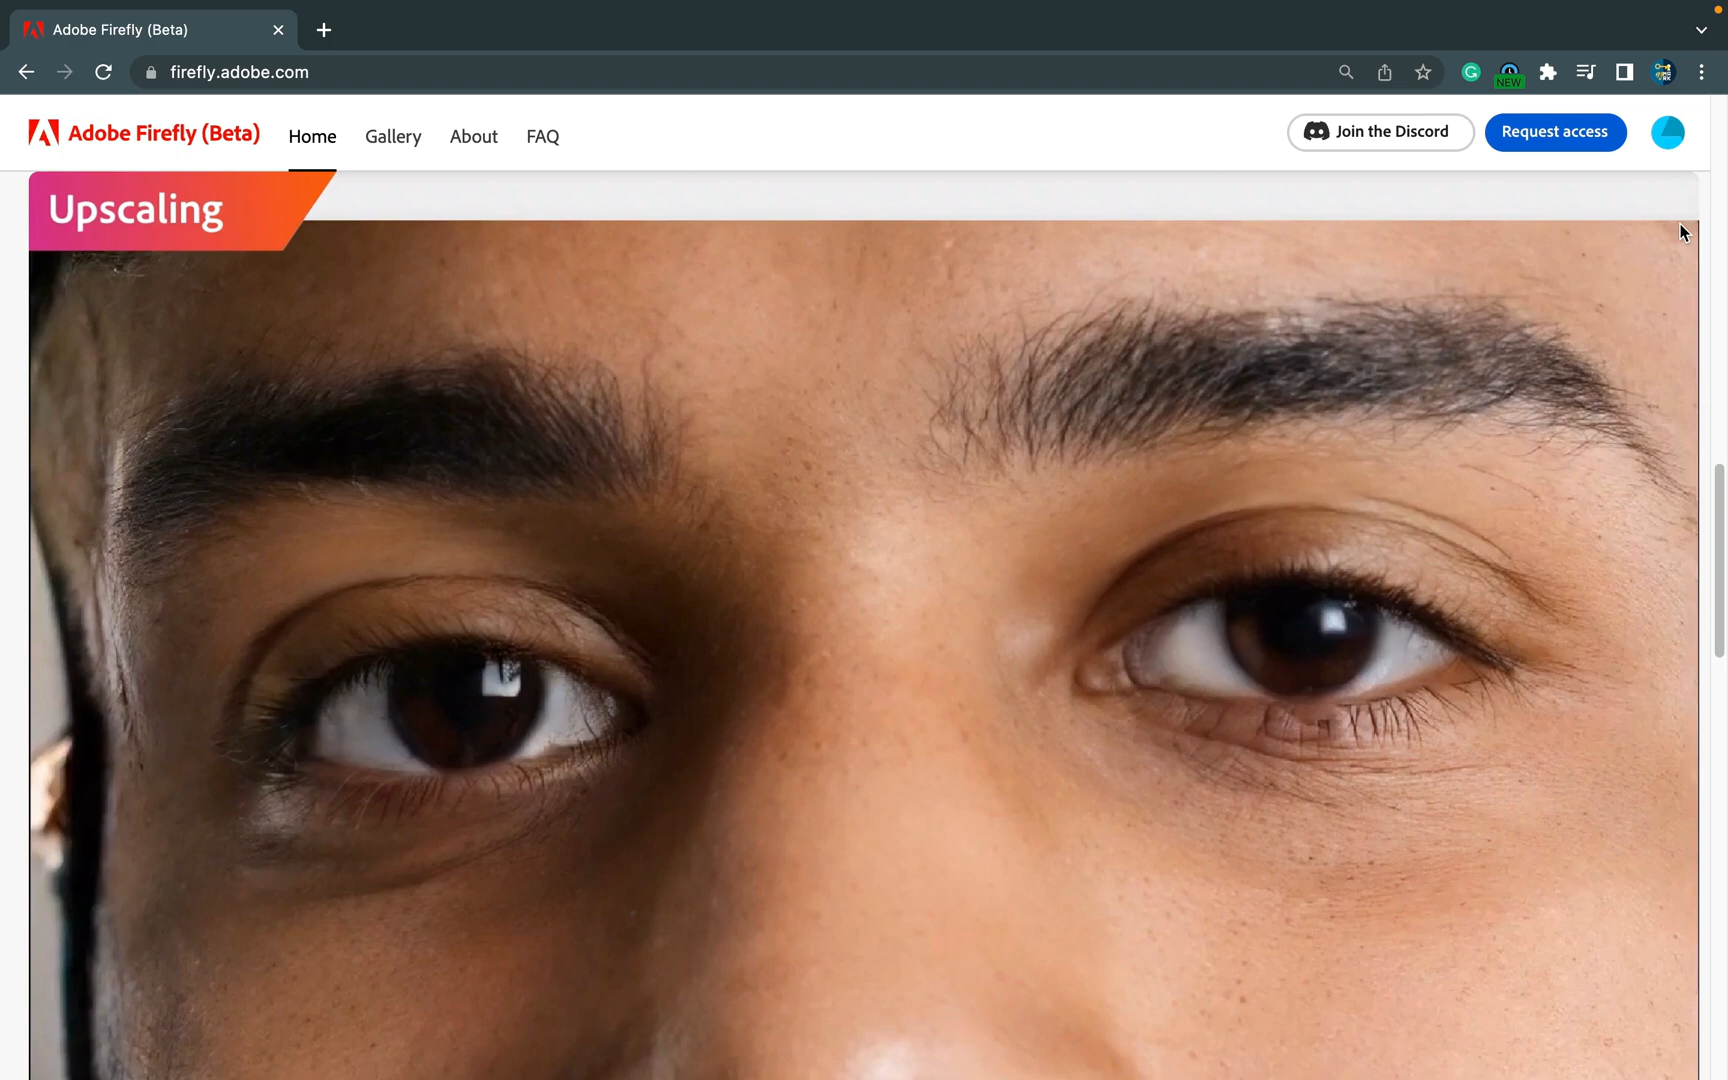 Adobe Firefly (Beta)
firefly.adobe.com
NEW
Adobe Firefly (Beta)
Home
Gallery
About
FAQ
Join the Discord
Request access
Upscaling